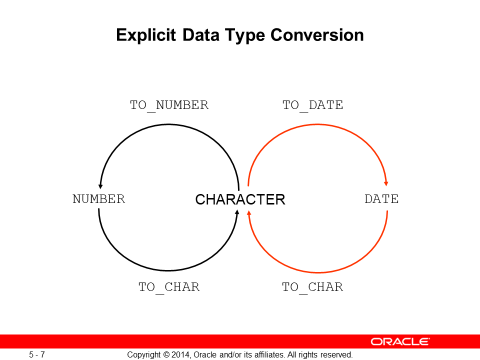 Explicit Data Type Conversion
TO_NUMBER TO_DATE
NUMBER CHARACTER DATE
TO_CHAR TO_CHAR
ORACLE®
5 - 7 Copyright © 2014, Oracle and/or its affiliates. All rights reserved.